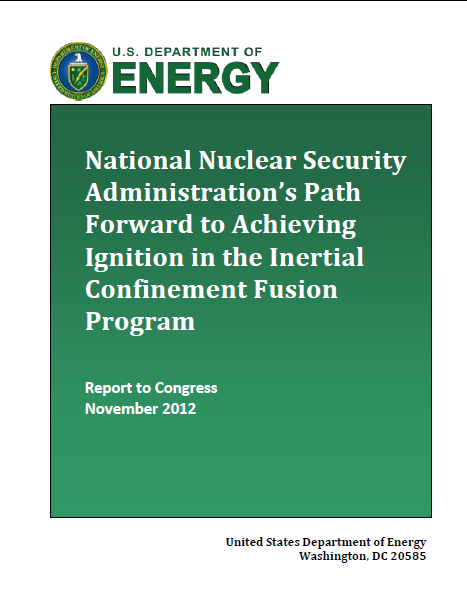 U.S. DEPARTMENT OF
ENERGY
National Nuclear Security
Administration’s Path
Forward to Achieving
Ignition in the Inertial
Confinement Fusion
Program
Report to Congress
November 2012
United States Department of Energy
Washington, DC 20585